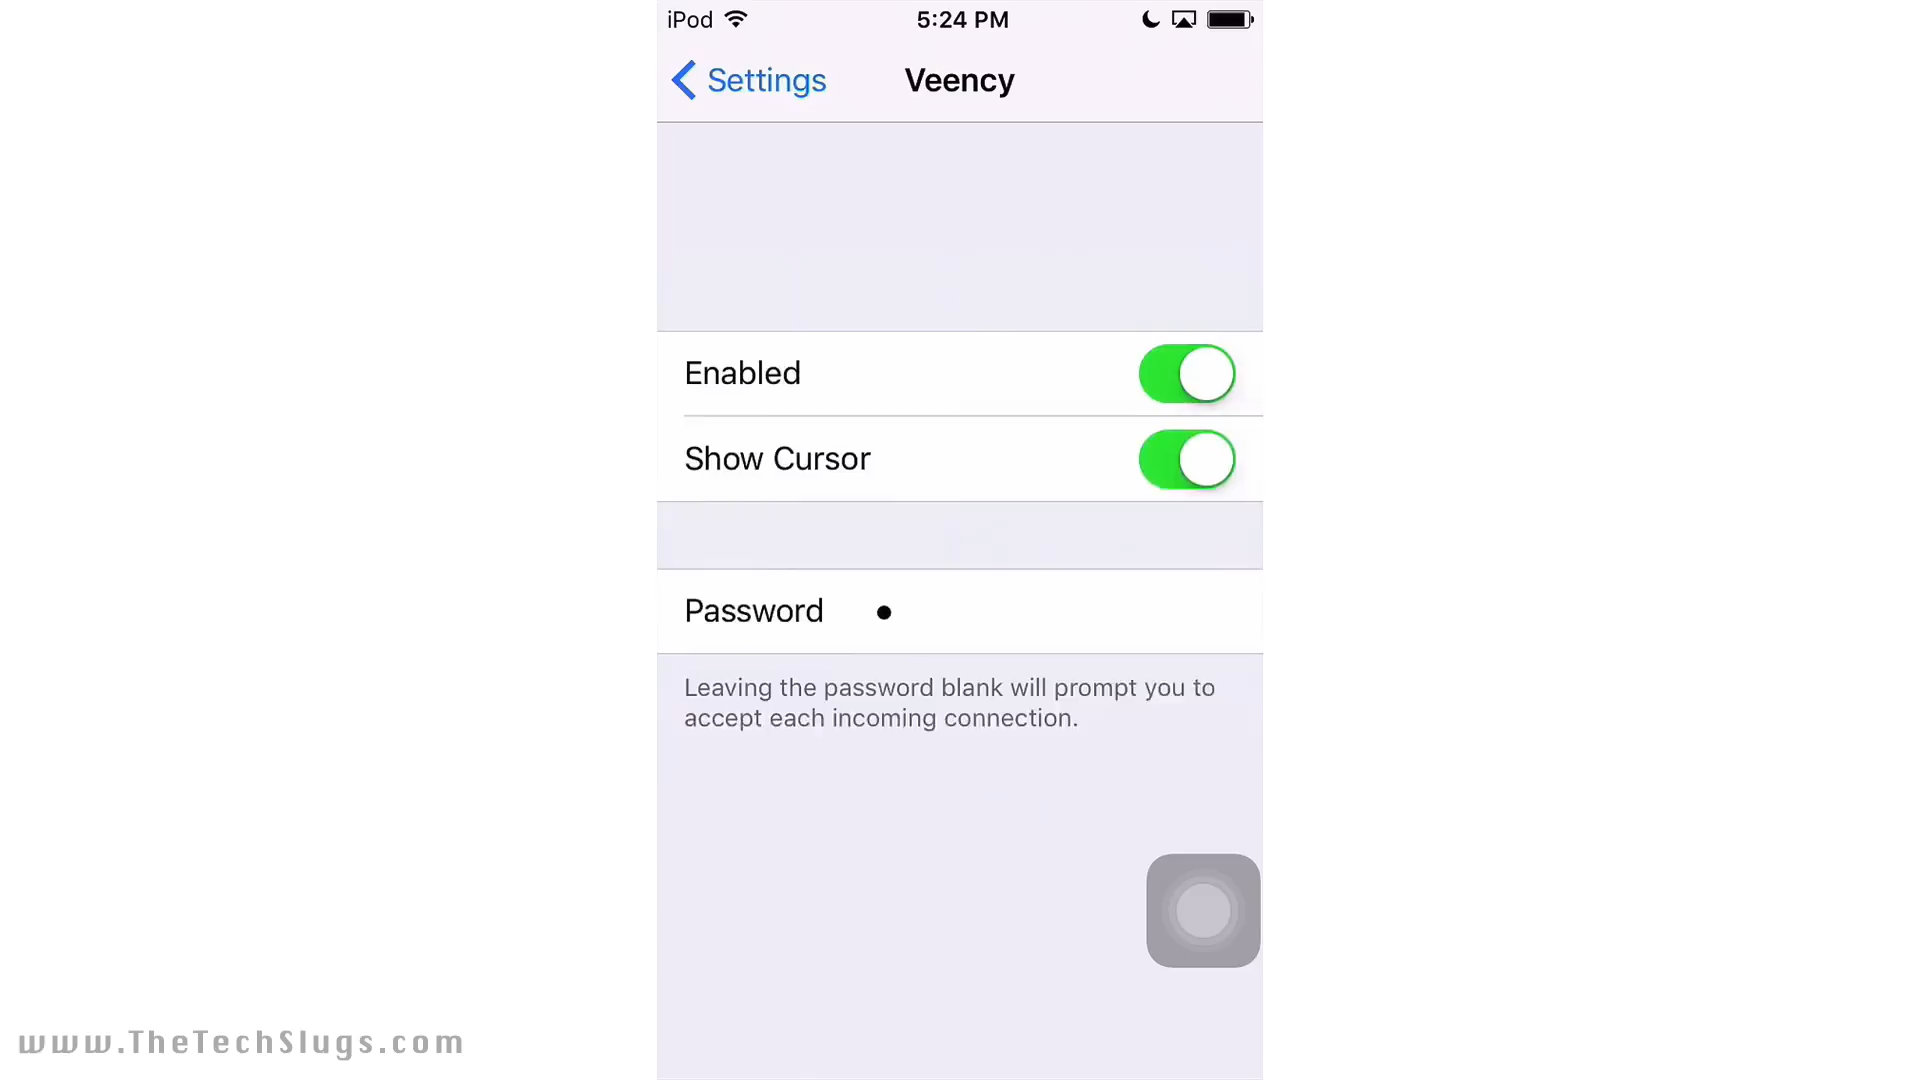 iPod
5:24 PM
Settings
Veency
Enabled
Show Cursor
Password •
Leaving the password blank will prompt you to
accept each incoming connection.
www.TheTechSlugs.com